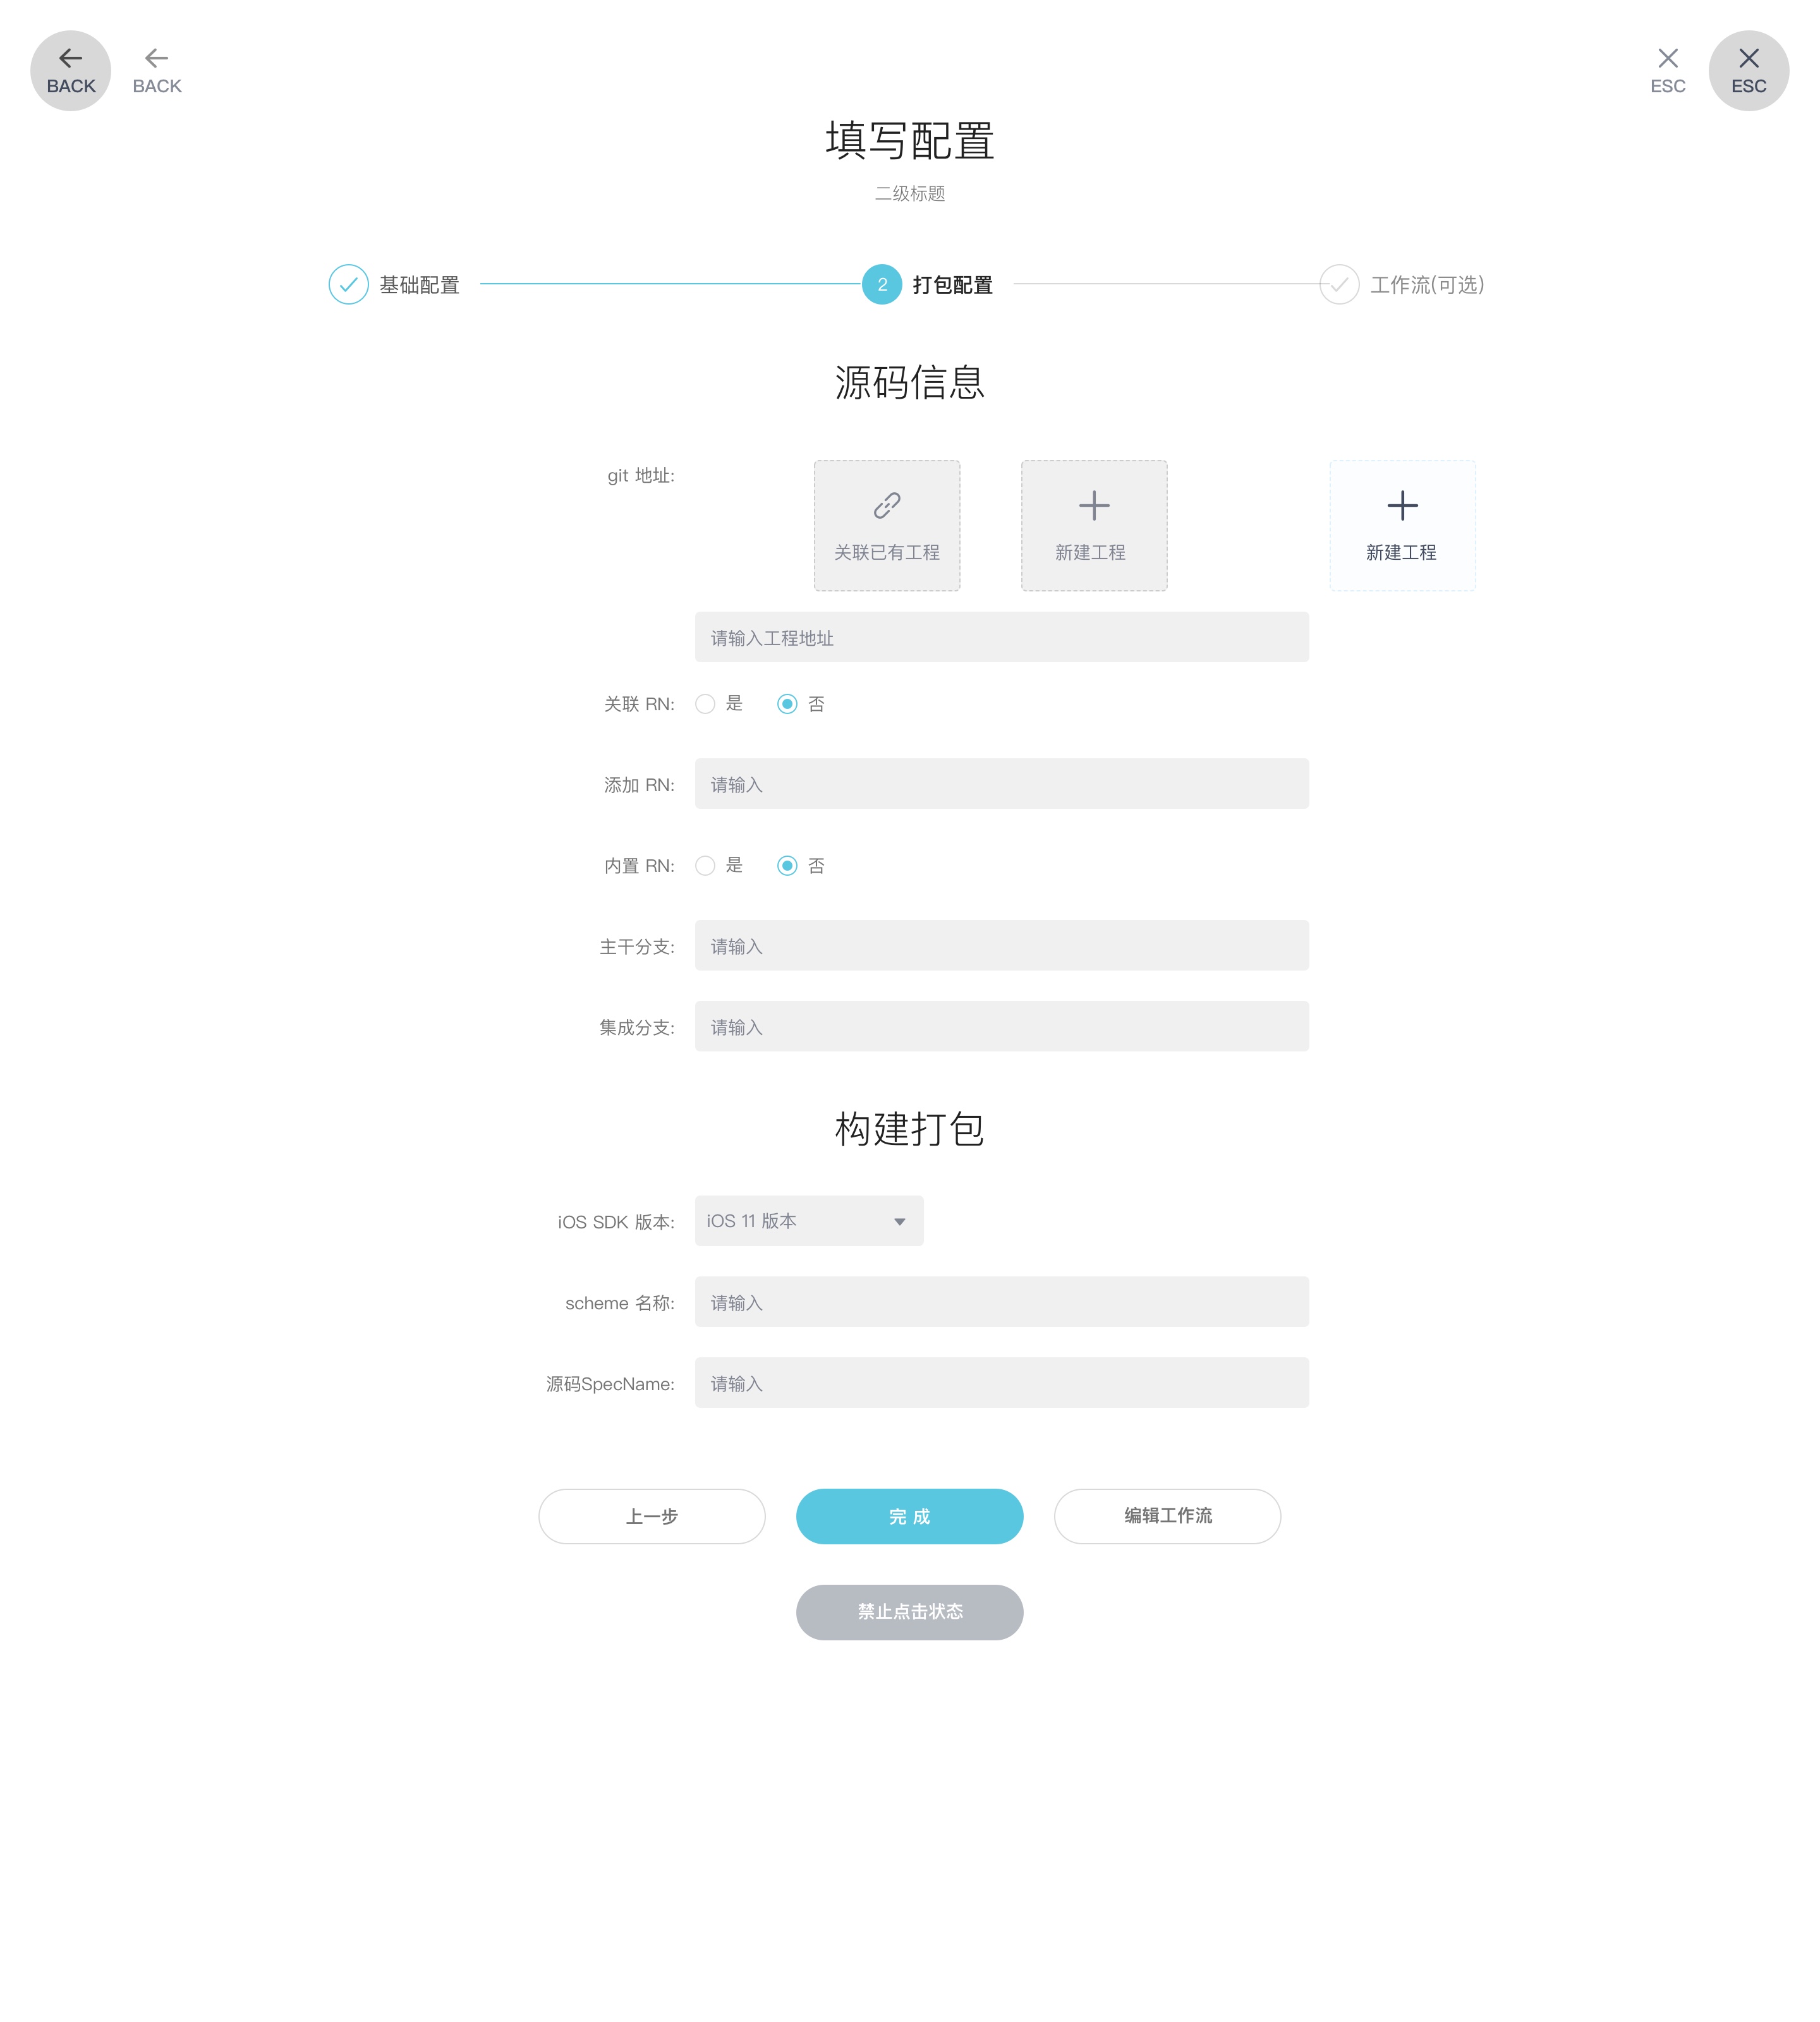 BACK
BACK
ESC
ESC
填写配置
二级标题
基础配置
2
打包配置
工作流(可选)
源码信息
git 地址:
关联已有工程
新建工程
新建工程
请输入工程地址
关联 RN:
是
否
添加 RN:
请输入
内置 RN:
是
否
主干分支:
请输入
集成分支:
请输入
构建打包
iOS SDK 版本:
iOS 11 版本
scheme 名称:
请输入
源码SpecName:
请输入
上一步
完 成
编辑工作流
禁止点击状态